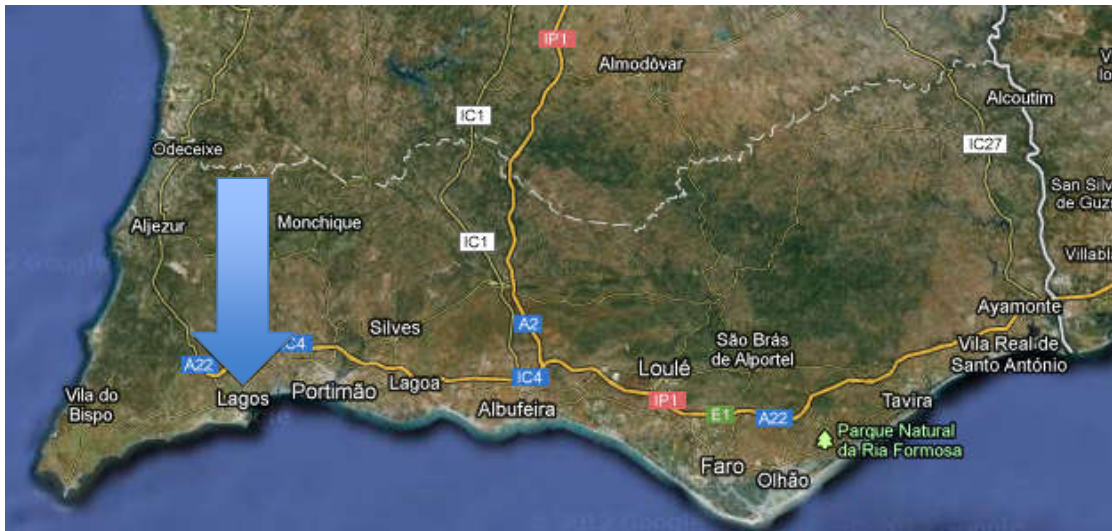 IP1
Almodôvar
IC1
Alcoutim
Odeceixe
IC27
San Silv
de Guz
Aljezur
Monchique
IC1
Villabla
Ayamonte
A2
Silves
São Brás
de Alportel
Vila Real de
Santo António
A22
Loulé
IC4
Lagoa
Portimão
Vila do
Bispo
Lagos
Albufeira
IP1
E1
A22
Tavira
Parque Natural
da Ria Formosa
Faro
Olhão